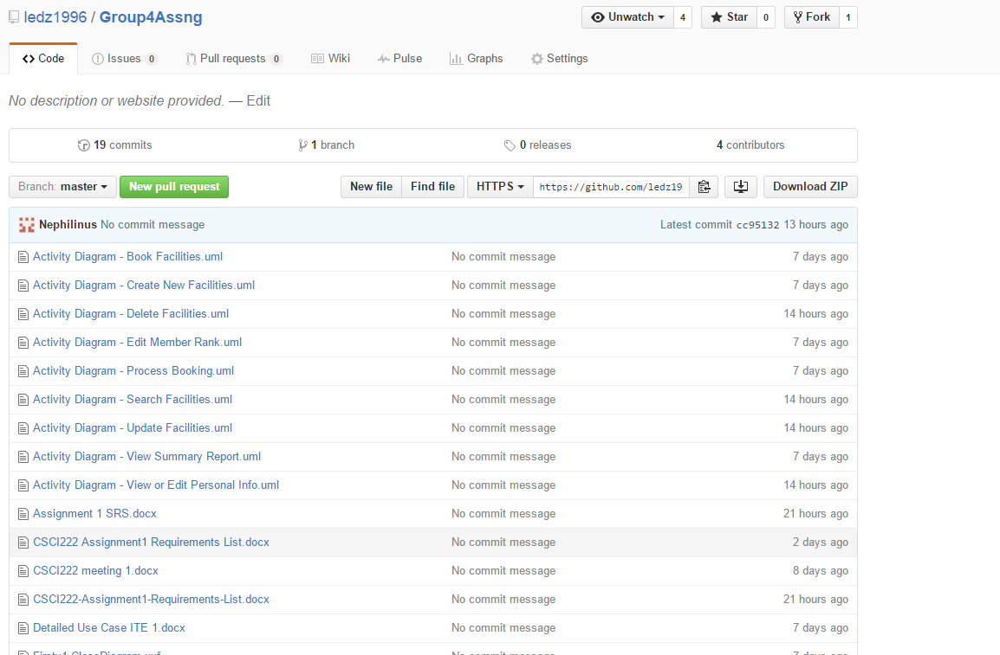 ledz1996 / Group4Assng Unwatch 4 Star 0 Fork 1
Code Issues 0 Pull requests 0 Wiki Pulse Graphs Settings
No description or website provided. — Edit
19 commits 1 branch 0 releases 4 contributors
Branch: master New pull request New file Find file HTTPS https://github.com/ledz19 Download ZIP
Nephilinus No commit message Latest commit cc95132 13 hours ago
Activity Diagram - Book Facilities.uml No commit message 7 days ago
Activity Diagram - Create New Facilities.uml No commit message 7 days ago
Activity Diagram - Delete Facilities.uml No commit message 14 hours ago
Activity Diagram - Edit Member Rank.uml No commit message 7 days ago
Activity Diagram - Process Booking.uml No commit message 7 days ago
Activity Diagram - Search Facilities.uml No commit message 14 hours ago
Activity Diagram - Update Facilities.uml No commit message 14 hours ago
Activity Diagram - View Summary Report.uml No commit message 7 days ago
Activity Diagram - View or Edit Personal Info.uml No commit message 14 hours ago
Assignment 1 SRS.docx No commit message 21 hours ago
CSCI222 Assignment1 Requirements List.docx No commit message 2 days ago
CSCI222 meeting 1.docx No commit message 8 days ago
CSCI222-Assignment1-Requirements-List.docx No commit message 21 hours ago
Detailed Use Case ITE 1.docx No commit message 7 days ago
No commit message 7 days ago